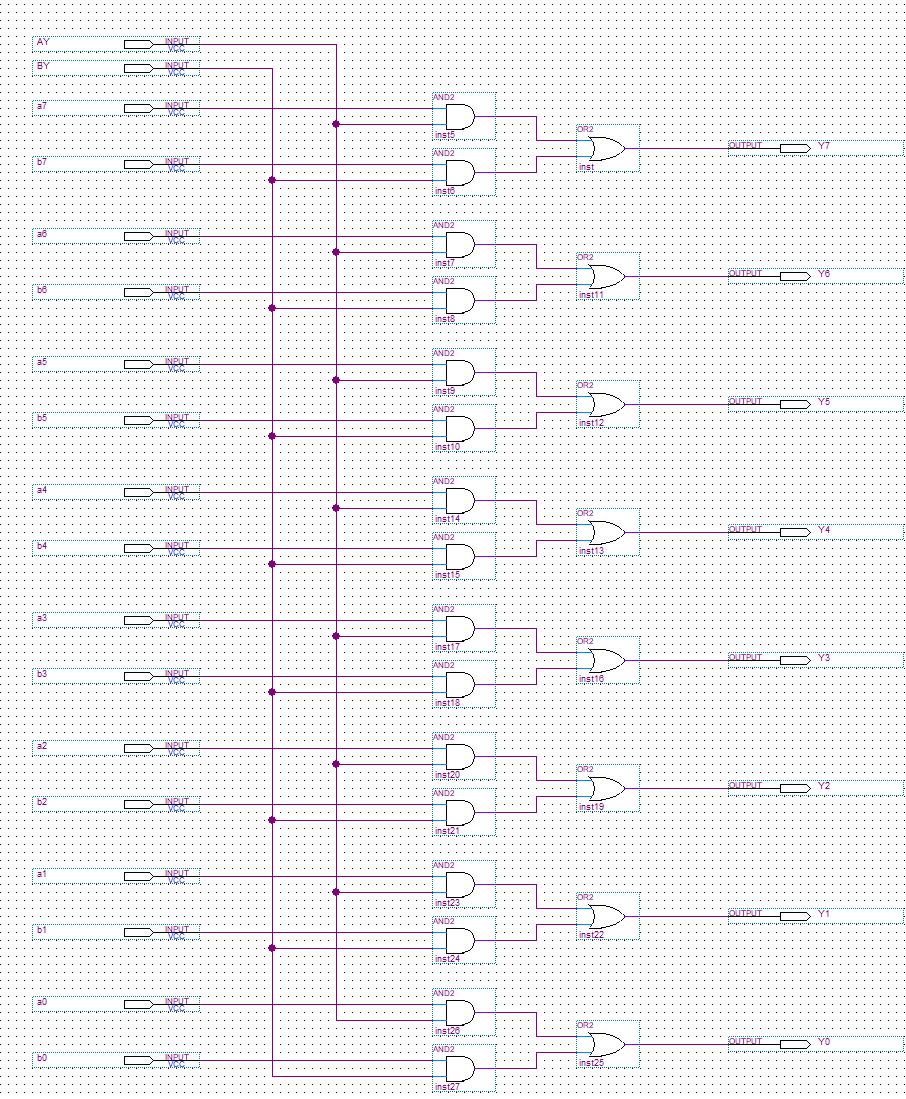 AY INPUT VCC
BY INPUT VCC
a7 INPUT VCC
AND2
inst5
OR2
inst
OUTPUT Y7
b7 INPUT VCC
AND2
inst6
a6 INPUT VCC
AND2
inst7
OR2
inst11
OUTPUT Y6
b6 INPUT VCC
AND2
inst8
a5 INPUT VCC
AND2
inst9
OR2
inst12
OUTPUT Y5
b5 INPUT VCC
AND2
inst10
a4 INPUT VCC
AND2
inst14
OR2
inst13
OUTPUT Y4
b4 INPUT VCC
AND2
inst15
a3 INPUT VCC
AND2
inst17
OR2
inst16
OUTPUT Y3
b3 INPUT VCC
AND2
inst18
a2 INPUT VCC
AND2
inst20
OR2
inst19
OUTPUT Y2
b2 INPUT VCC
AND2
inst21
a1 INPUT VCC
AND2
inst23
OR2
inst22
OUTPUT Y1
b1 INPUT VCC
AND2
inst24
a0 INPUT VCC
AND2
inst26
OR2
inst25
OUTPUT Y0
b0 INPUT VCC
AND2
inst27